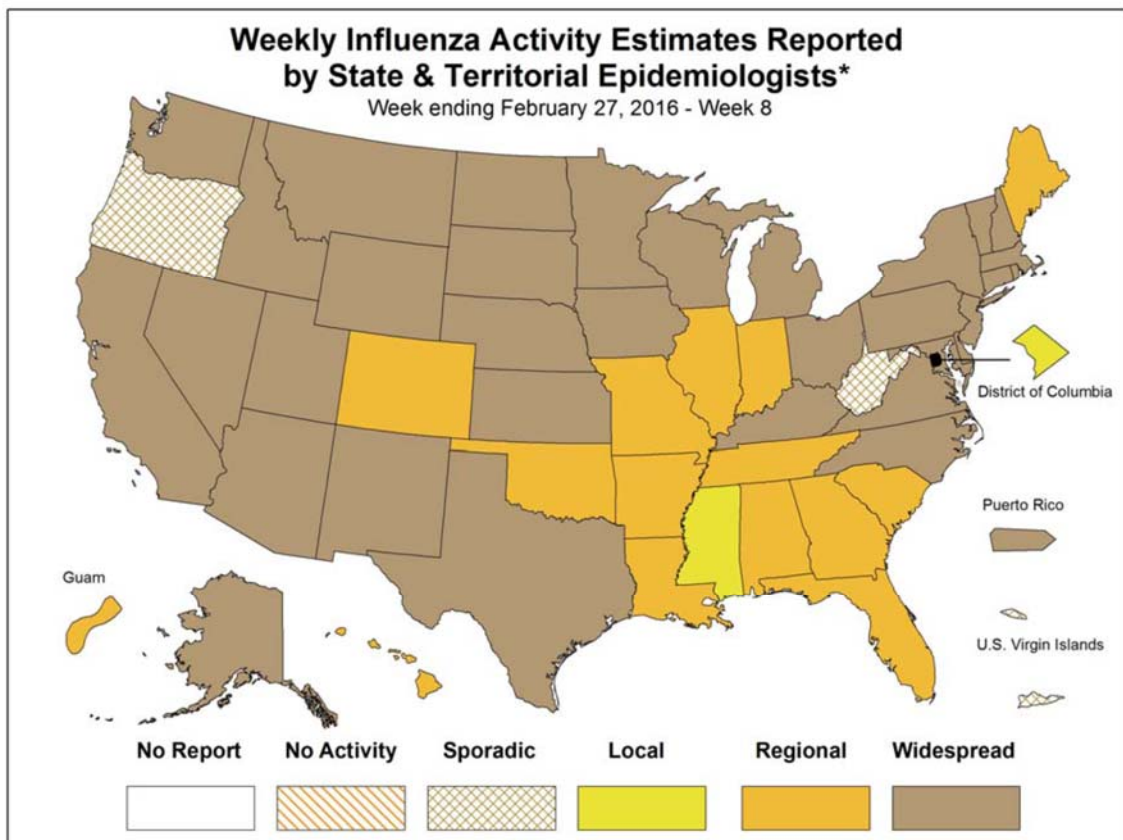 Weekly Influenza Activity Estimates Reported
by State & Territorial Epidemiologists*
Week ending February 27, 2016 - Week 8
District of Columbia
Puerto Rico
Guam
U.S. Virgin Islands
No Report No Activity Sporadic Local Regional Widespread